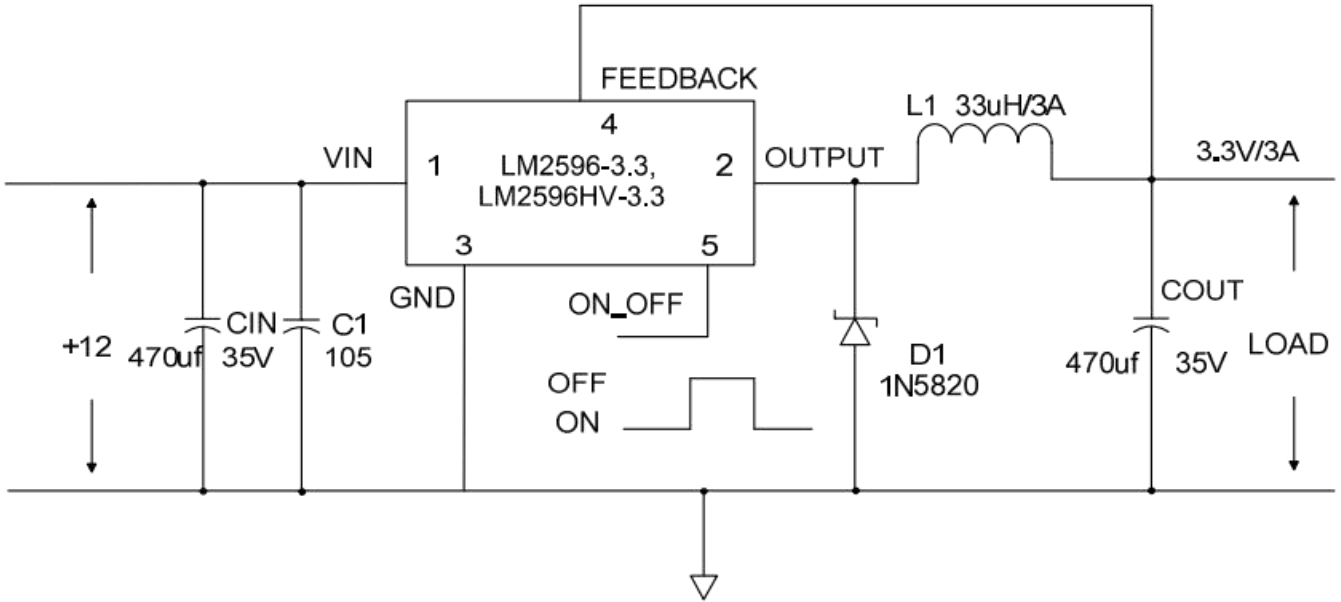 FEEDBACK
L1 33uH/3A
4
VIN
1
LM2596-3.3,
LM2596HV-3.3
2
OUTPUT
3.3V/3A
3
5
GND
ON_OFF
COUT
CIN
C1
+12
470uf 35V
105
D1
1N5820
470uf 35V
LOAD
OFF
ON